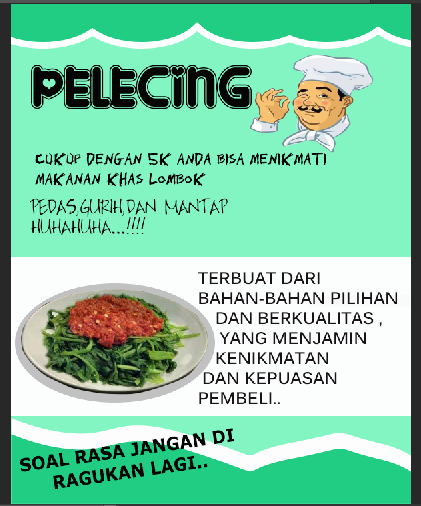 PELECING
CUKUP DENGAN 5K ANDA BISA MENIKMATI
MAKANAN KHAS LOMBOK
PEDAS,GURIH,DAN MANTAP
HUHAHUHA...!!!!
TERBUAT DARI
BAHAN-BAHAN PILIHAN
DAN BERKUALITAS ,
YANG MENJAMIN
KENIKMATAN
DAN KEPUASAN
PEMBELI..
SOAL RASA JANGAN DI
RAGUKAN LAGI..